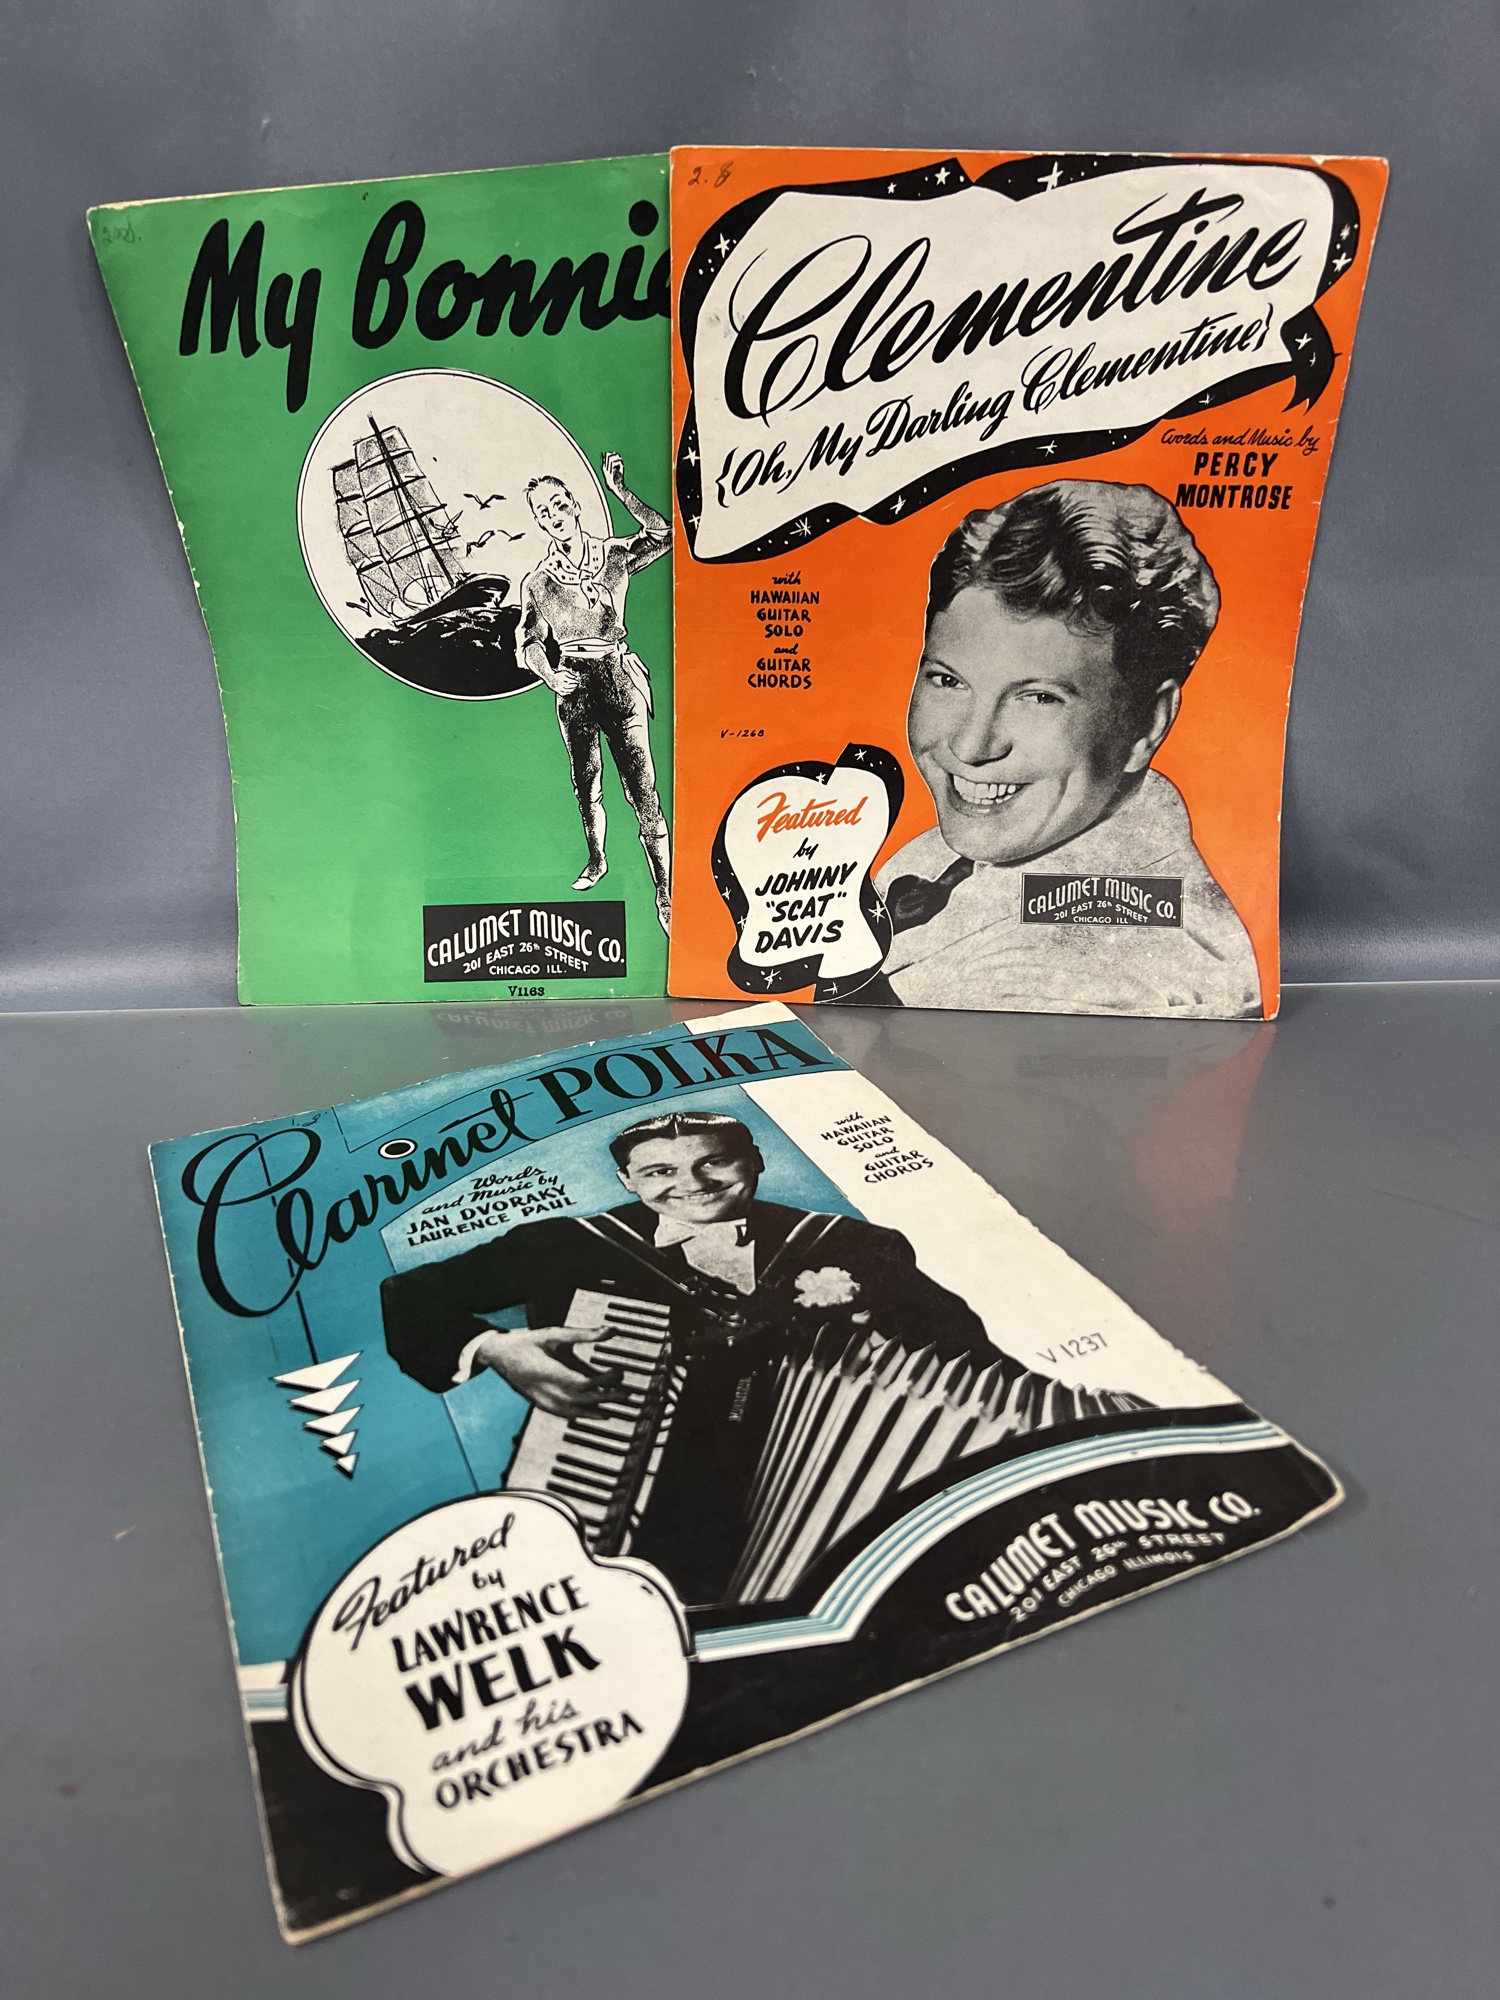 My Bonnie
CALUMET MUSIC CO.
201 EAST 26th STREET
CHICAGO ILL.
V1163
2.8
Clementine
{Oh, My Darling Clementine}
Words and Music by
PERCY
MONTROSE
with
HAWAIIAN
GUITAR
SOLO
and
GUITAR
CHORDS
V-1268
Featured
by
JOHNNY
"SCAT"
DAVIS
CALUMET MUSIC CO.
201 EAST 26th STREET
CHICAGO ILL.
Clarinet POLKA
Words
and Music by
JAN DVORAKY
LAURENCE PAUL
with
HAWAIIAN
GUITAR
SOLO
and
GUITAR
CHORDS
V 1237
Featured
by
LAWRENCE
WELK
and his
ORCHESTRA
CALUMET MUSIC CO.
201 EAST 26th STREET
CHICAGO ILLINOIS